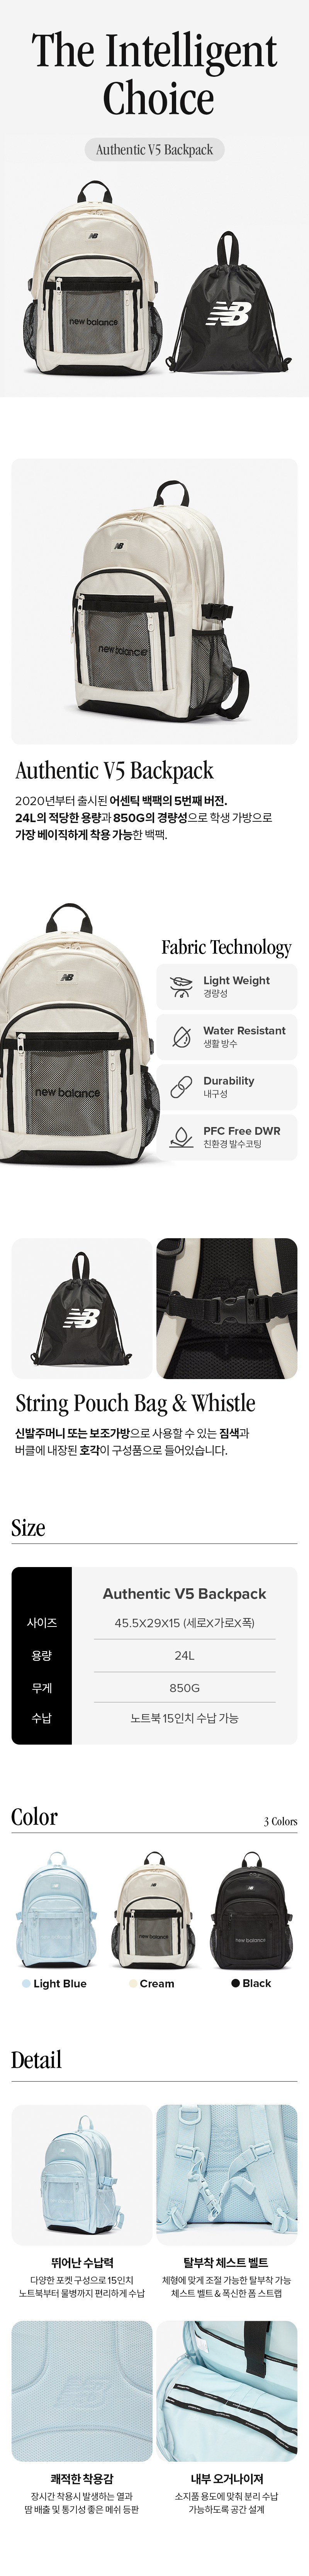 The Intelligent
Choice
Authentic V5 Backpack
NB
new balance
NB
NB
new balance
Authentic V5 Backpack
2020년부터 출시된 어센틱 백팩의 5번째 버전.
24L의 적당한 용량과 850G의 경량성으로 학생 가방으로
가장 베이직하게 착용 가능한 백팩.
Fabric Technology
NB
new balance
Light Weight
경량성
Water Resistant
생활 방수
Durability
내구성
PFC Free DWR
친환경 발수코팅
NB
String Pouch Bag & Whistle
신발주머니 또는 보조가방으로 사용할 수 있는 짐색과
버클에 내장된 호각이 구성품으로 들어있습니다.
Size
Authentic V5 Backpack
사이즈 45.5X29X15 (세로X가로X폭)
용량 24L
무게 850G
수납 노트북 15인치 수납 가능
Color
3 Colors
new balance
new balance
Light Blue
Cream
Black
Detail
뛰어난 수납력
다양한 포켓 구성으로 15인치
노트북부터 물병까지 편리하게 수납
탈부착 체스트 벨트
체형에 맞게 조절 가능한 탈부착 가능
체스트 벨트 & 폭신한 폼 스트랩
NB
쾌적한 착용감
장시간 착용시 발생하는 열과
땀 배출 및 통기성 좋은 메쉬 등판
내부 오거나이져
소지품 용도에 맞춰 분리 수납
가능하도록 공간 설계